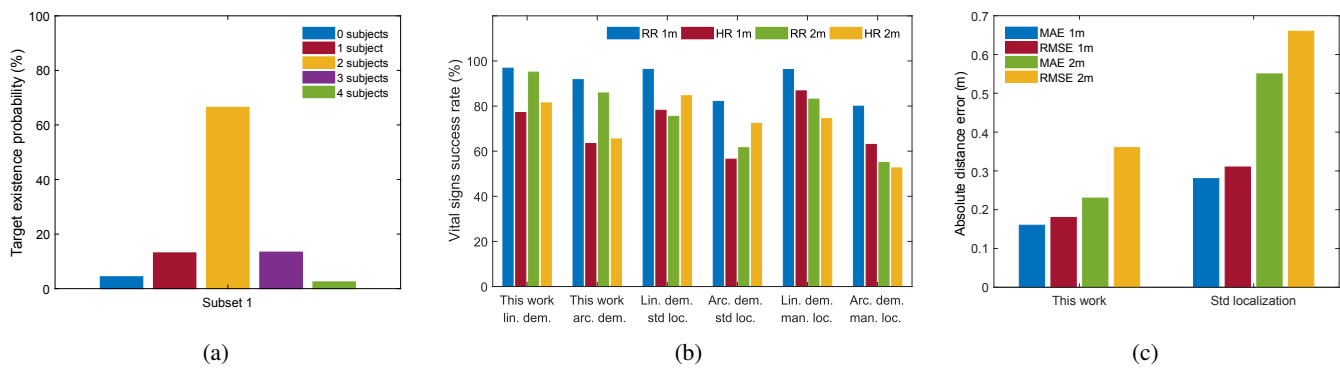 Target existence probability (%)
100
80
60
40
20
0
0 subjects
1 subject
2 subjects
3 subjects
4 subjects
Subset 1
(a)
Vital signs success rate (%)
100
80
60
40
20
0
RR 1m HR 1m RR 2m HR 2m
This work lin. dem.
This work arc. dem.
Lin. dem. std loc.
Arc. dem. std loc.
Lin. dem. man. loc.
Arc. dem. man. loc.
(b)
Absolute distance error (m)
0.7
0.6
0.5
0.4
0.3
0.2
0.1
0
MAE 1m
RMSE 1m
MAE 2m
RMSE 2m
This work
Std localization
(c)